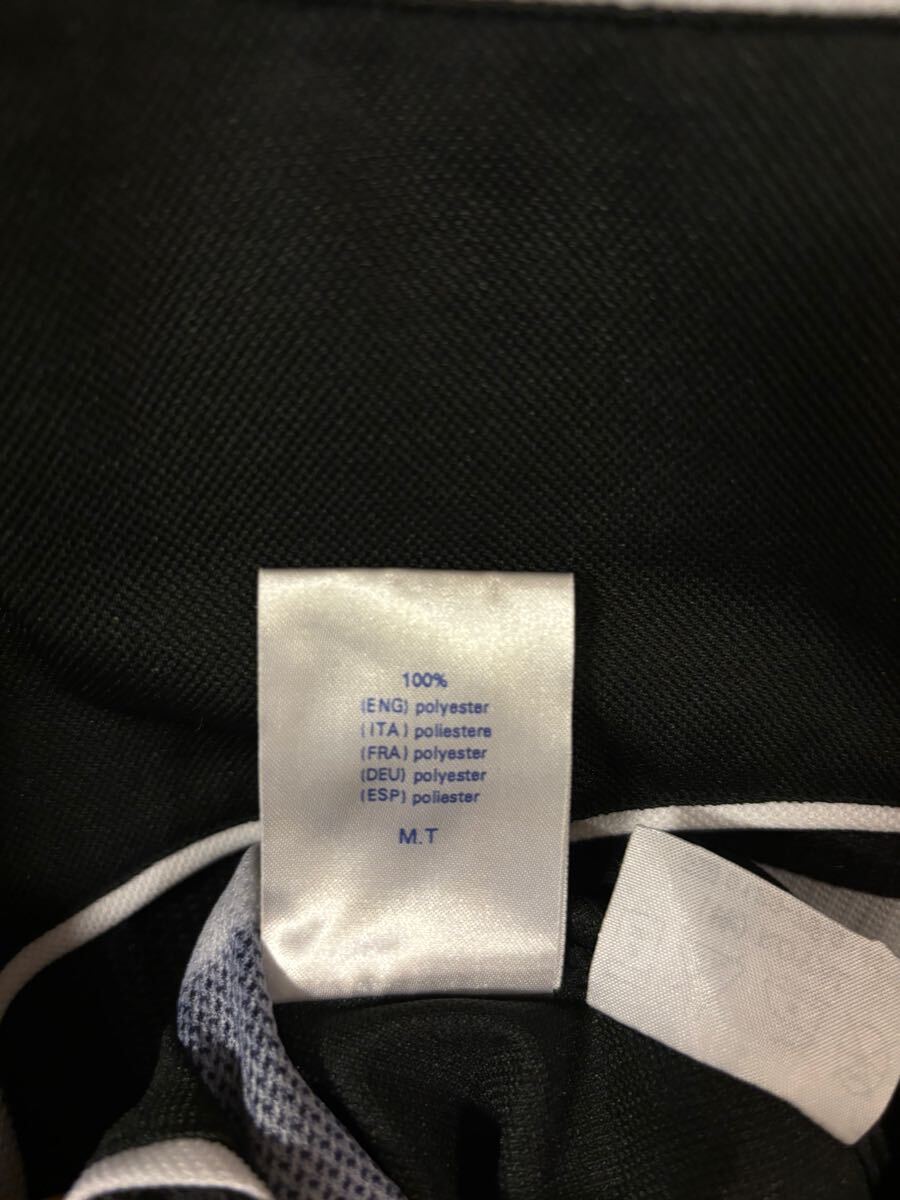 100%
(ENG) polyester
(ITA) poliestere
(FRA) polyester
(DEU) polyester
(ESP) poliester
M.T